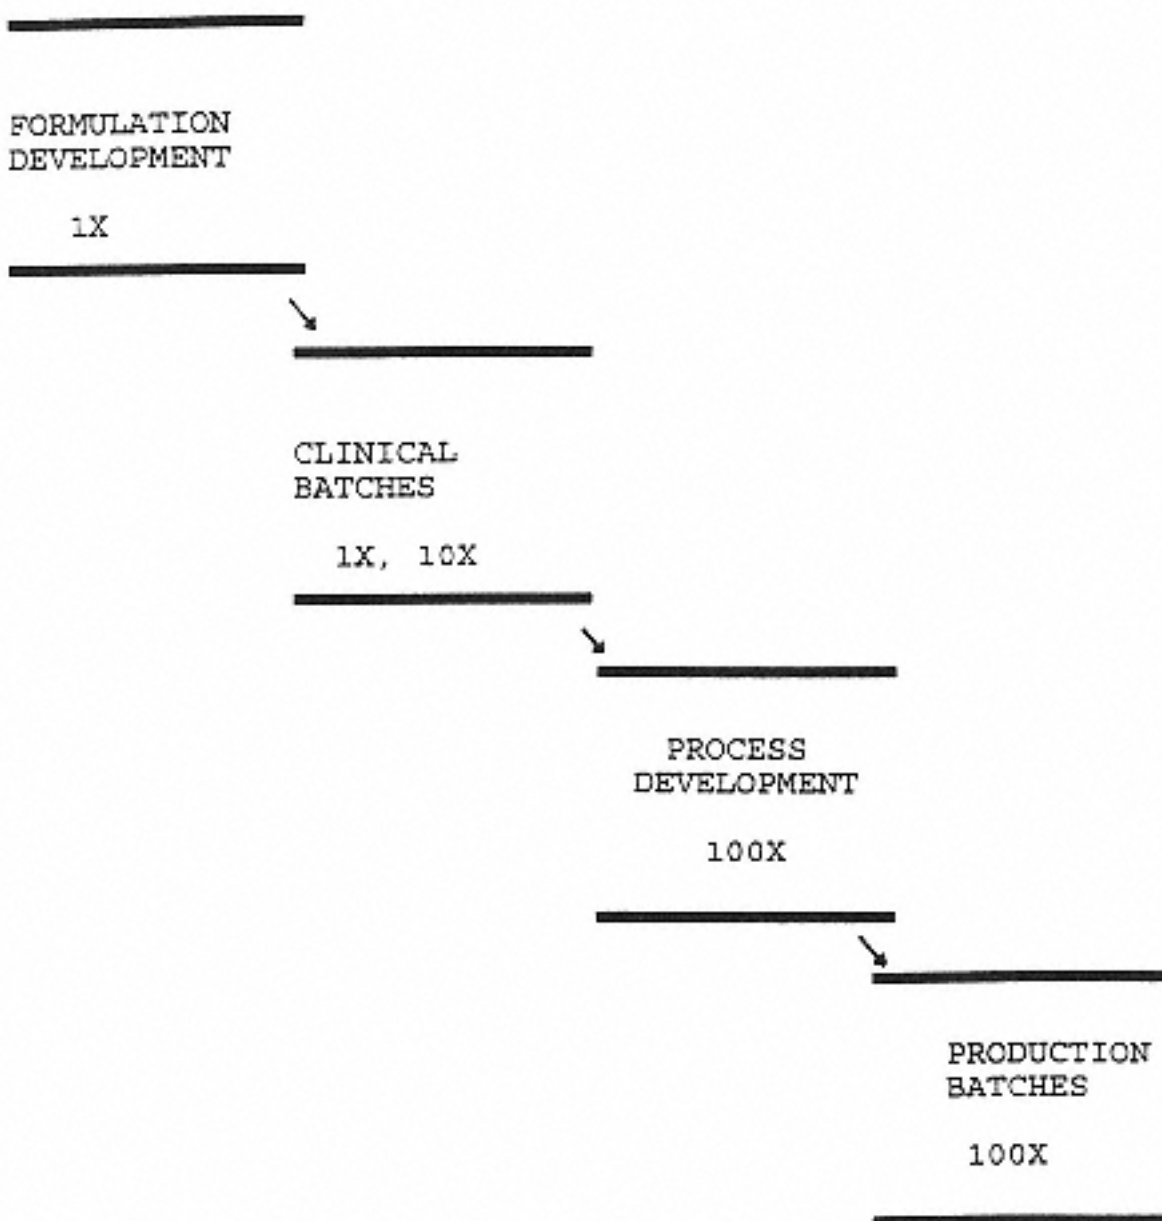 FORMULATION
DEVELOPMENT
1X
CLINICAL
BATCHES
1X, 10X
PROCESS
DEVELOPMENT
100X
PRODUCTION
BATCHES
100X